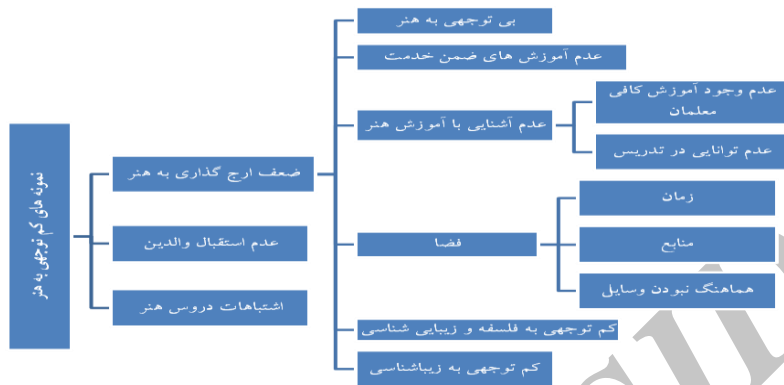 نمونه های کم توجهی به هنر
ضعف ارج گذاری به هنر
عدم استقبال والدین
اشتباهات دروس هنر
بی توجهی به هنر
عدم آموزش های ضمن خدمت
عدم آشنایی با آموزش هنر
فضا
کم توجهی به فلسفه و زیبایی شناسی
کم توجهی به زیباشناسی
عدم وجود آموزش کافی
معلمان
عدم توانایی در تدریس
زمان
منابع
هماهنگ نبودن وسایل